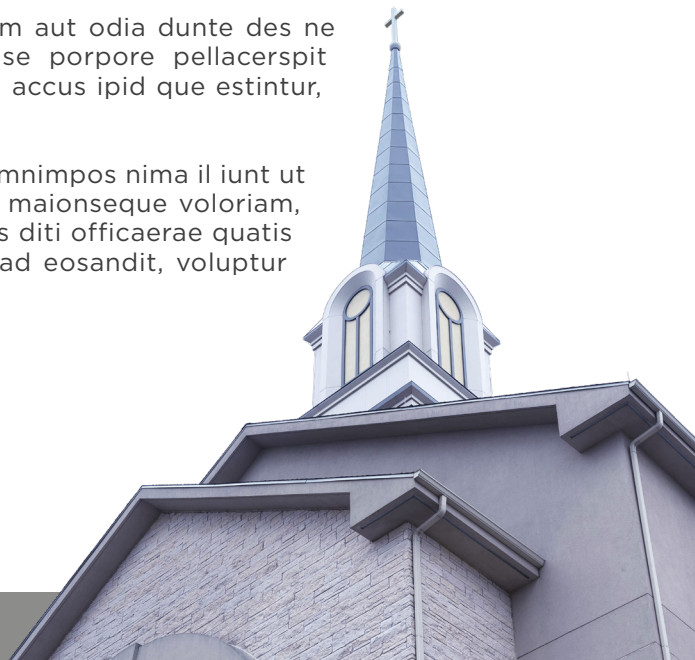 m aut odia dunte des ne
se porpore pellacerspit
accus ipid que estintur,
mnimpos nima il iunt ut
maionseque voloriam,
s diti officaerae quatis
ad eosandit, voluptur